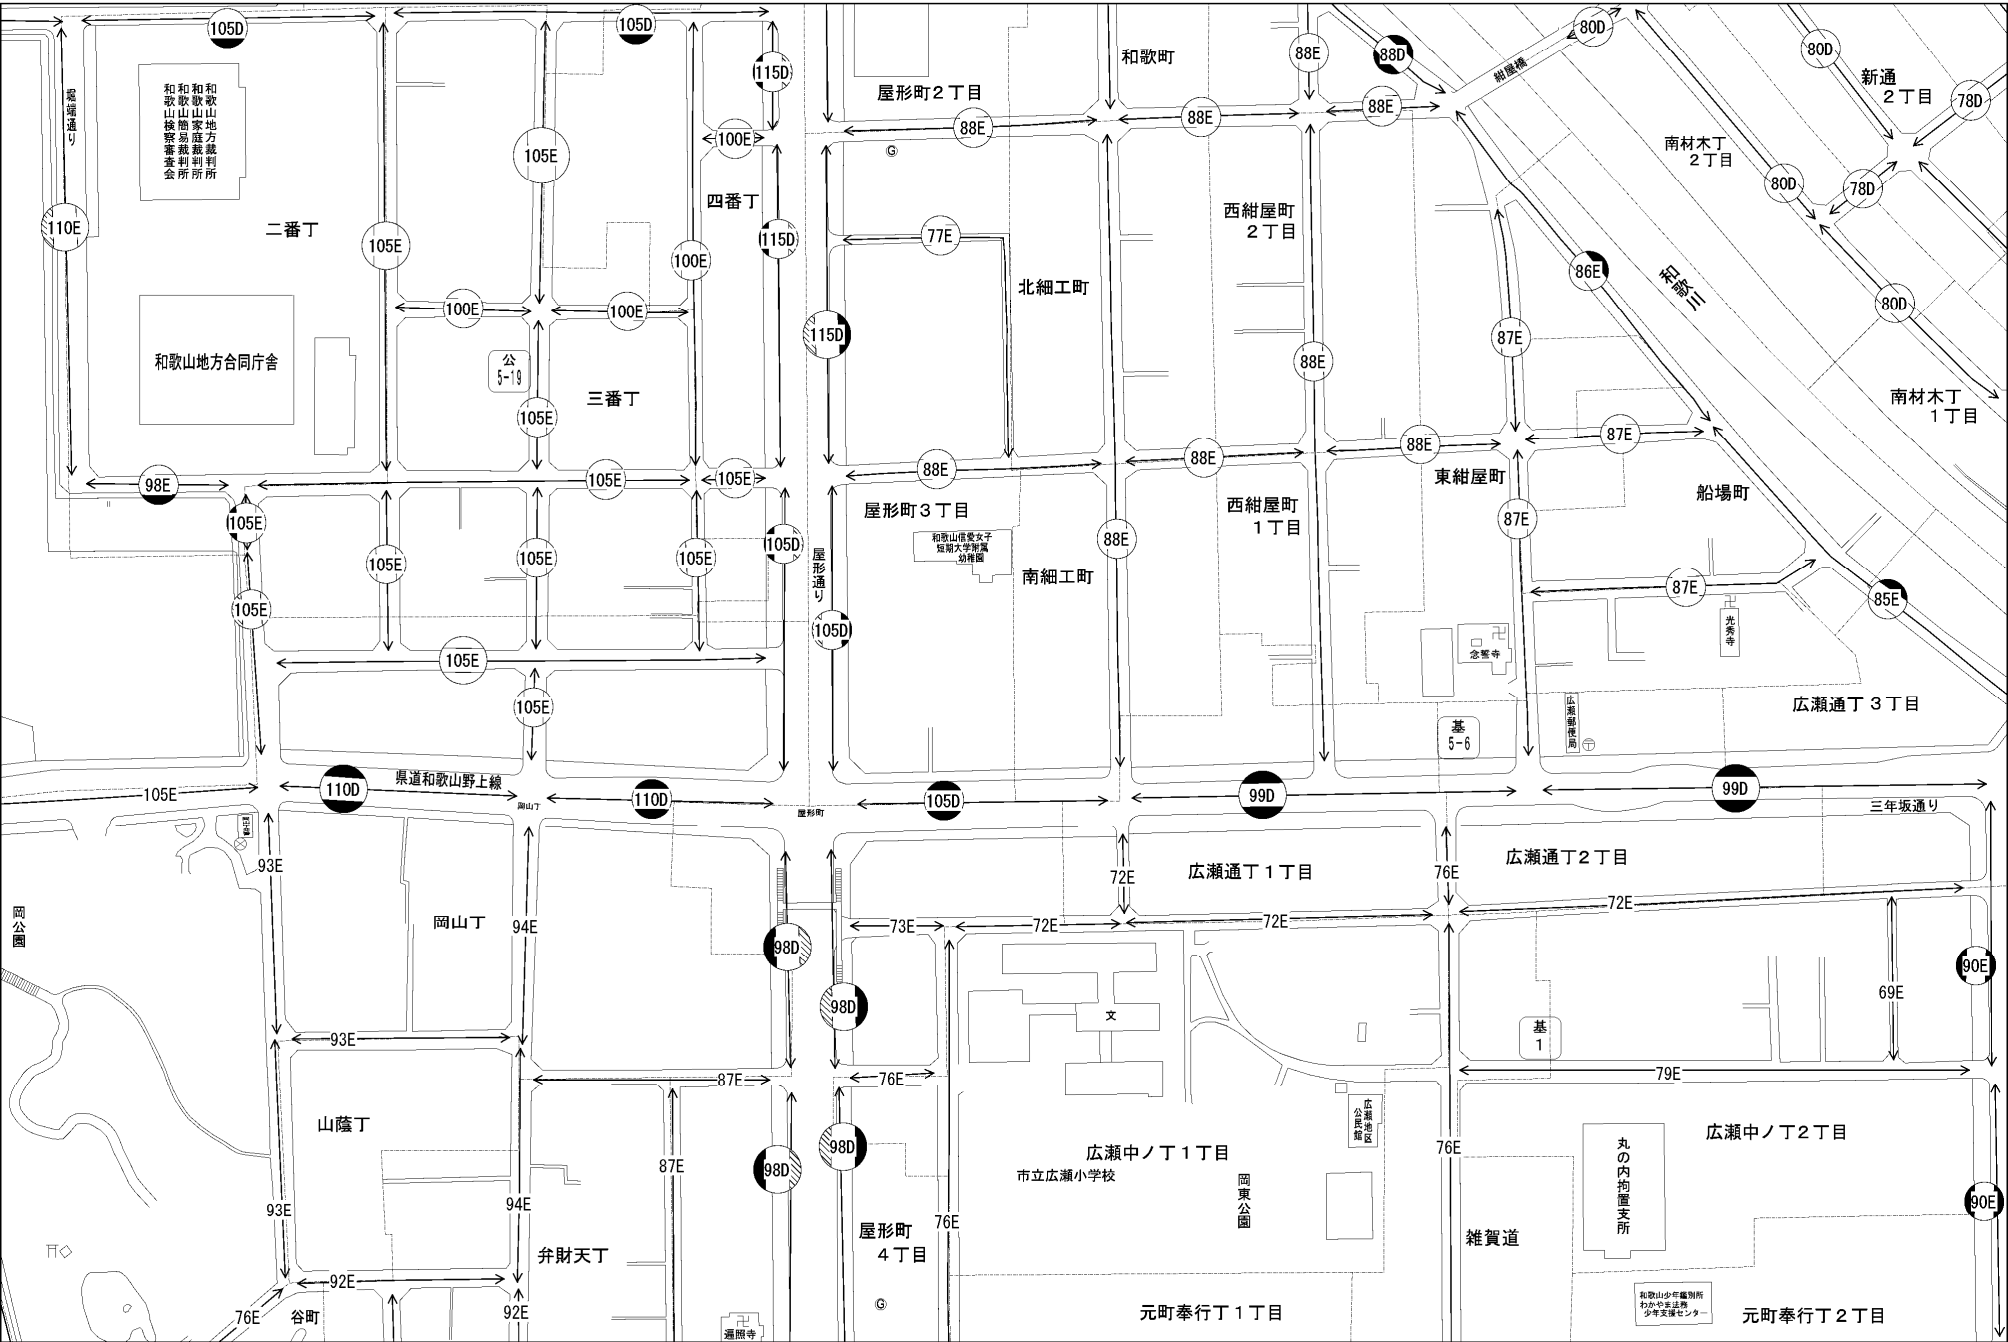 105D
105D
80D
80D
88E
88D
115D
和歌町
紺屋橋
新通
2丁目
78D
屋形町2丁目
堀端通り
和歌山地方裁判所
和歌山家庭裁判所
和歌山簡易裁判所
和歌山検察審査会
88E
88E
88E
100E
105E
G
南材木丁
2丁目
80D
78D
四番丁
西紺屋町
2丁目
110E
二番丁
105E
115D
77E
100E
86E
和歌川
北細工町
80D
100E
100E
115D
87E
和歌山地方合同庁舎
公
5-19
88E
三番丁
105E
南材木丁
1丁目
87E
88E
88E
88E
98E
105E
105E
東紺屋町
船場町
屋形町3丁目
西紺屋町
1丁目
105E
87E
和歌山信愛女子
短期大学附属
幼稚園
88E
105D
屋形通り
105E
105E
105E
南細工町
87E
85E
105E
105D
光秀寺
念誓寺
105E
105E
広瀬通丁3丁目
広瀬郵便局
基
5-6
県道和歌山野上線
105E
110D
110D
105D
99D
99D
岡山丁
屋形町
三年坂通り
93E
72E
76E
広瀬通丁1丁目
広瀬通丁2丁目
岡公園
岡山丁
94E
73E
72E
72E
72E
98D
90E
98D
69E
文
基
1
93E
87E
76E
79E
山蔭丁
広瀬地区
公民館
98D
76E
広瀬中ノ丁1丁目
広瀬中ノ丁2丁目
丸の内拘置支所
市立広瀬小学校
87E
98D
岡東公園
93E
94E
76E
90E
屋形町
4丁目
雑賀道
弁財天丁
92E
G
和歌山少年鑑別所
わかやま法務
少年支援センター
76E
谷町
92E
遍照寺
元町奉行丁1丁目
元町奉行丁2丁目